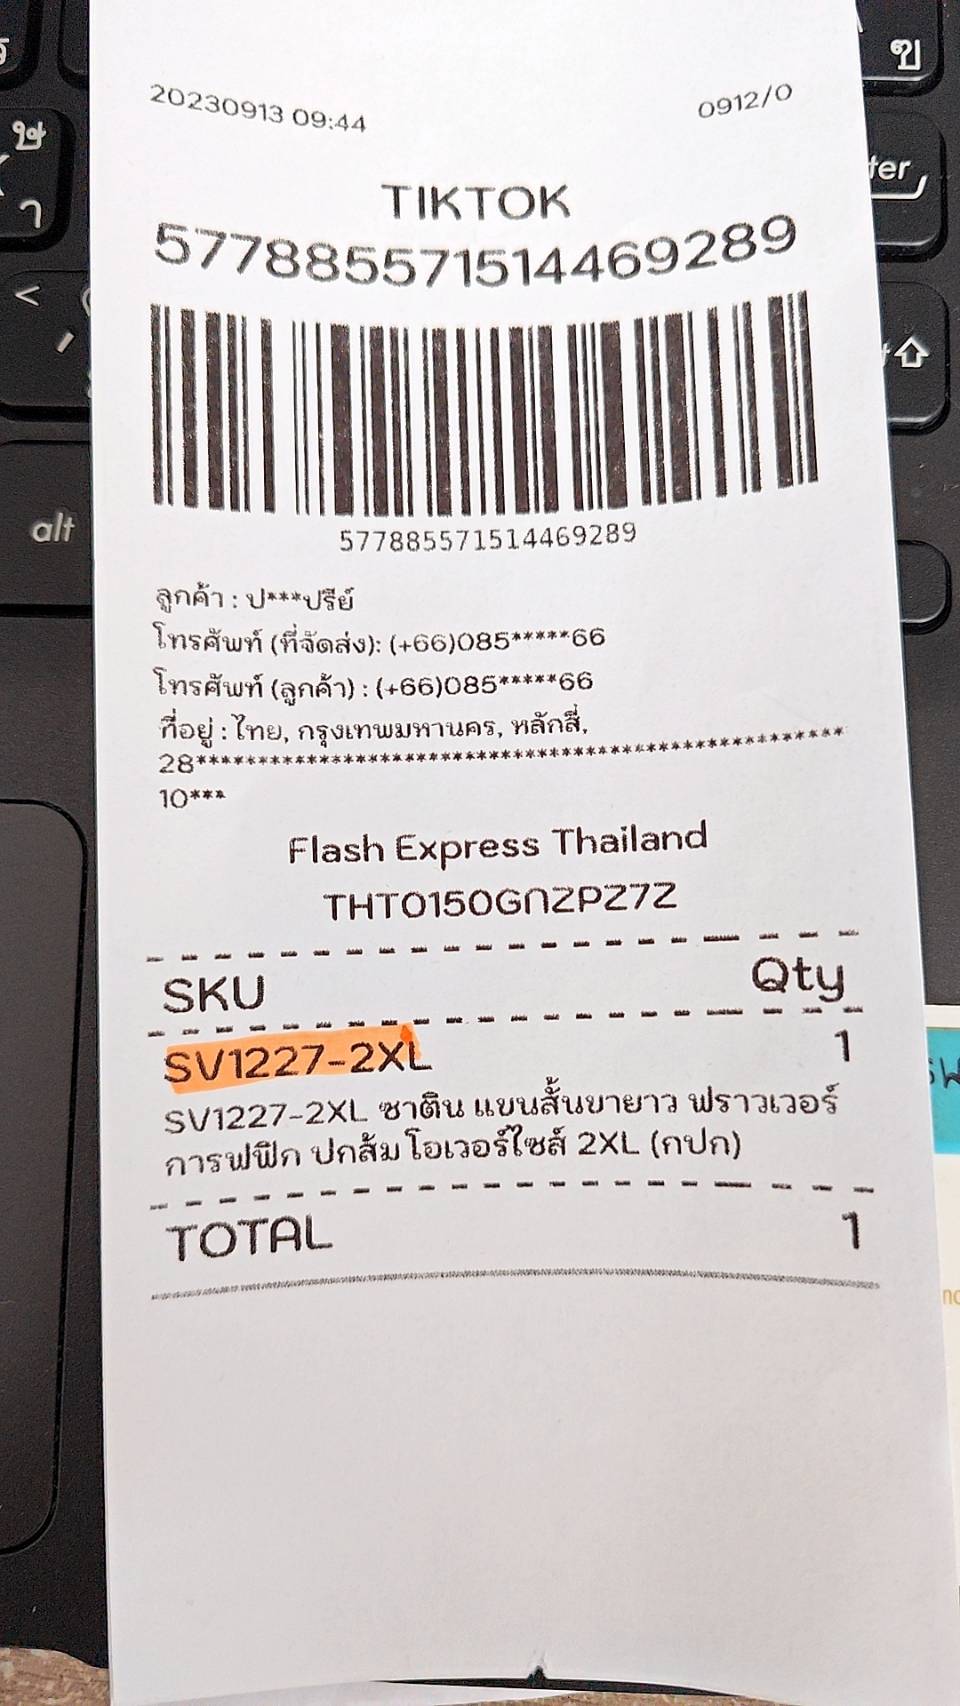 20230913 09:44
0912/0
TIKTOK
577885571514469289
577885571514469289
ลูกค้า : ป***ปรีย์
โทรศัพท์ (ที่จัดส่ง): (+66)085*****66
โทรศัพท์ (ลูกค้า) : (+66)085*****66
ที่อยู่ : ไทย, กรุงเทพมหานคร, หลักสี่,
28****************************************************
10***
Flash Express Thailand
THT0150GNZPZ7Z
SKU Qty
SV1227-2XL 1
SV1227-2XL ซาติน แขนสั้นขายาว ฟราวเวอร์
การฟฟิก ปกส้ม โอเวอร์ไซส์ 2XL (กปก)
TOTAL 1
alt